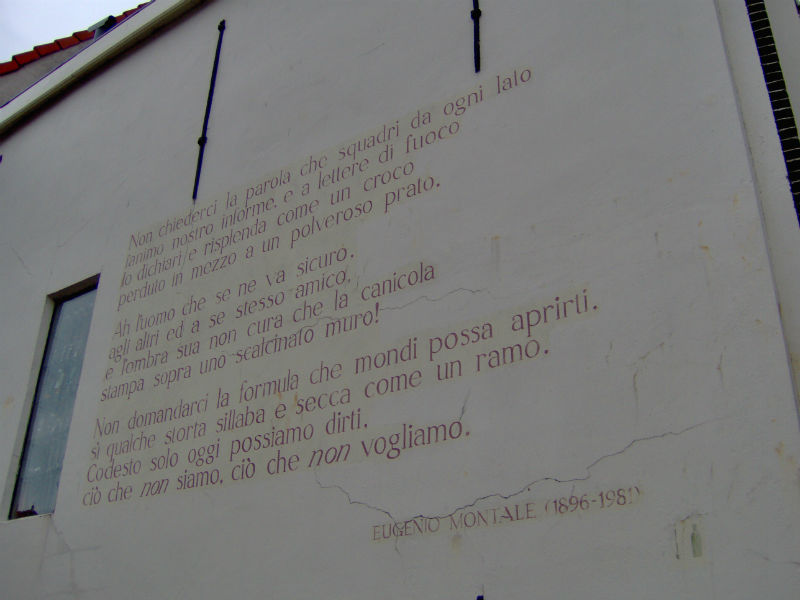 Non chiederci la parola che squadri da ogni lato
l'animo nostro informe, e a lettere di fuoco
lo dichiari e risplenda come un croco
perduto in mezzo a un polveroso prato.
Ah l'uomo che se ne va sicuro,
agli altri ed a se stesso amico,
e l'ombra sua non cura che la canicola
stampa sopra uno scalcinato muro!
Non domandarci la formula che mondi possa aprirti,
sì qualche storta sillaba e secca come un ramo.
Codesto solo oggi possiamo dirti,
ciò che non siamo, ciò che non vogliamo.
EUGENIO MONTALE (1896-1981)